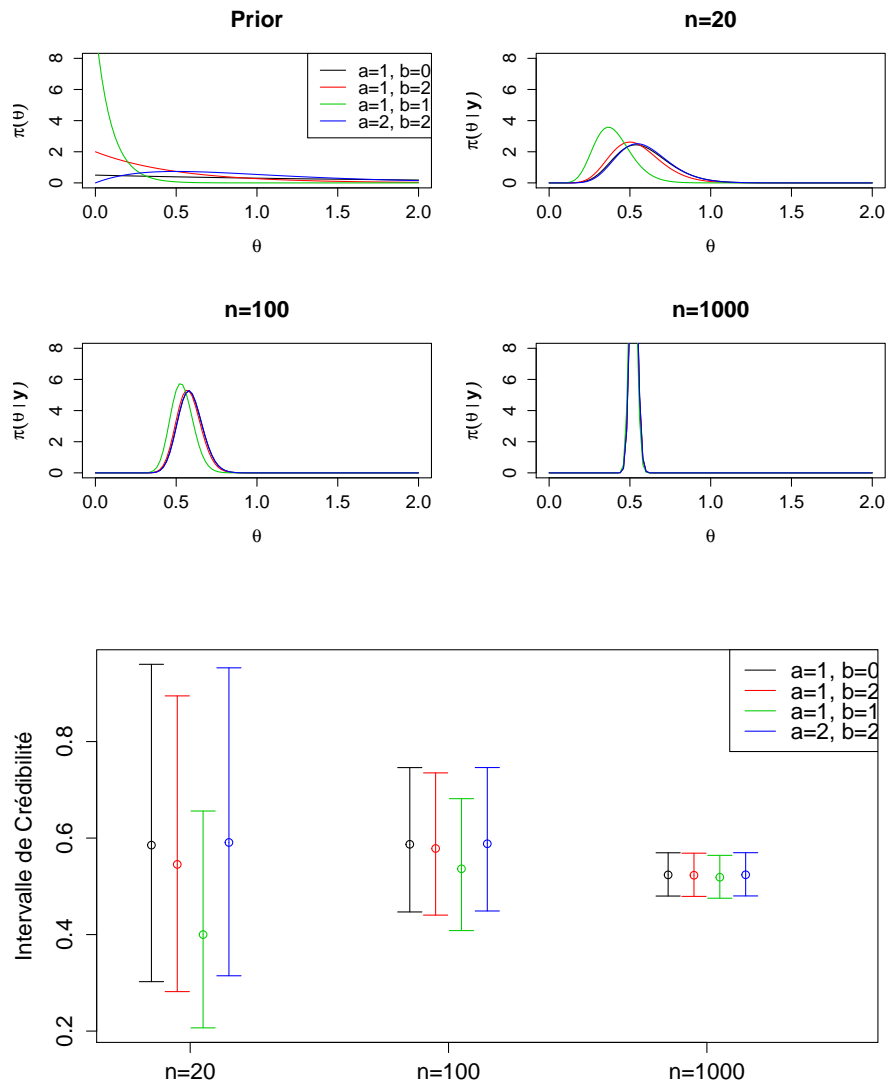 Prior
8
6
4
2
0
π(θ)
a=1, b=0
a=1, b=2
a=1, b=1
a=2, b=2
0.0 0.5 1.0 1.5 2.0
θ
n=20
8
6
4
2
0
π(θ | y)
0.0 0.5 1.0 1.5 2.0
θ
n=100
8
6
4
2
0
π(θ | y)
0.0 0.5 1.0 1.5 2.0
θ
n=1000
8
6
4
2
0
π(θ | y)
0.0 0.5 1.0 1.5 2.0
θ
Intervalle de Crédibilité
0.8
0.6
0.4
0.2
a=1, b=0
a=1, b=2
a=1, b=1
a=2, b=2
n=20 n=100 n=1000